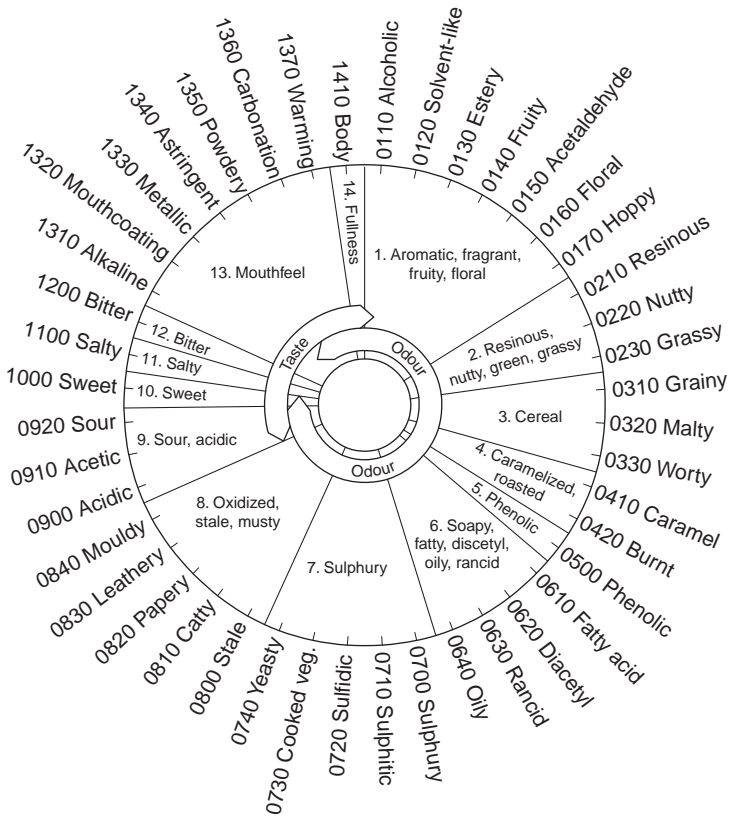 0110 Alcoholic
0120 Solvent-like
0130 Estery
0140 Fruity
0150 Acetaldehyde
0160 Floral
0170 Hoppy
0210 Resinous
0220 Nutty
0230 Grassy
0310 Grainy
0320 Malty
0330 Worty
0410 Caramel
0420 Burnt
0500 Phenolic
0610 Fatty acid
0620 Diacetyl
0630 Rancid
0640 Oily
0700 Sulphury
0710 Sulphitic
0720 Sulfidic
0730 Cooked veg.
0740 Yeasty
0800 Stale
0810 Catty
0820 Papery
0830 Leathery
0840 Mouldy
0900 Acidic
0910 Acetic
0920 Sour
1000 Sweet
1100 Salty
1200 Bitter
1310 Alkaline
1320 Mouthcoating
1330 Metallic
1340 Astringent
1350 Powdery
1360 Carbonation
1370 Warming
1410 Body
1. Aromatic, fragrant,
fruity, floral
2. Resinous,
nutty, green, grassy
3. Cereal
4. Caramelized,
roasted
5. Phenolic
6. Soapy,
fatty, discetyl,
oily, rancid
7. Sulphury
8. Oxidized,
stale, musty
9. Sour, acidic
10. Sweet
11. Salty
12. Bitter
13. Mouthfeel
14. Fullness
Taste
Odour
Odour